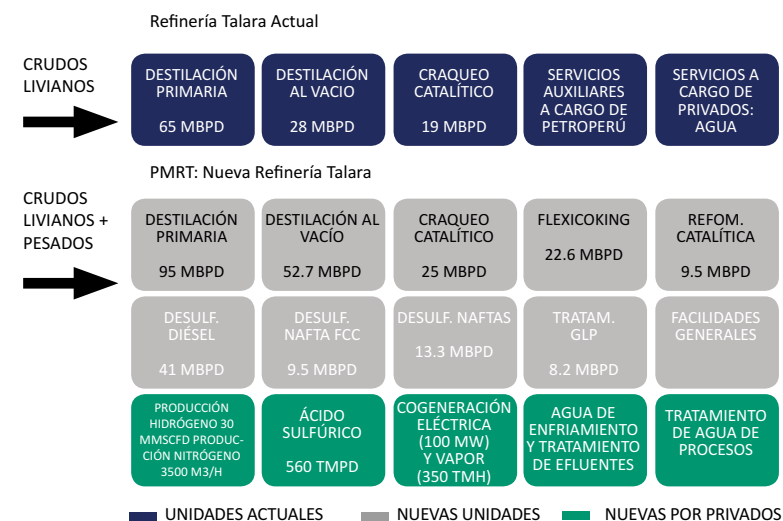 Refinería Talara Actual
CRUDOS
LIVIANOS
DESTILACIÓN
PRIMARIA
65 MBPD
DESTILACIÓN
AL VACIO
28 MBPD
CRAQUEO
CATALÍTICO
19 MBPD
SERVICIOS
AUXILIARES
A CARGO DE
PETROPERÚ
SERVICIOS A
CARGO DE
PRIVADOS:
AGUA
PMRT: Nueva Refinería Talara
CRUDOS
LIVIANOS +
PESADOS
DESTILACIÓN
PRIMARIA
95 MBPD
DESTILACIÓN AL
VACÍO
52.7 MBPD
CRAQUEO
CATALÍTICO
25 MBPD
FLEXICOKING
22.6 MBPD
REFOM.
CATALÍTICA
9.5 MBPD
DESULF.
DIÉSEL
41 MBPD
DESULF.
NAFTA FCC
9.5 MBPD
DESULF. NAFTAS
13.3 MBPD
TRATAM.
GLP
8.2 MBPD
FACILIDADES
GENERALES
PRODUCCIÓN
HIDRÓGENO 30
MMSCFD PRODUC-
CIÓN NITRÓGENO
3500 M3/H
ÁCIDO
SULFÚRICO
560 TMPD
COGENERACIÓN
ELÉCTRICA
(100 MW)
Y VAPOR
(350 TMH)
AGUA DE
ENFRIAMIENTO
Y TRATAMIENTO
DE EFLUENTES
TRATAMIENTO
DE AGUA DE
PROCESOS
UNIDADES ACTUALES
NUEVAS UNIDADES
NUEVAS POR PRIVADOS